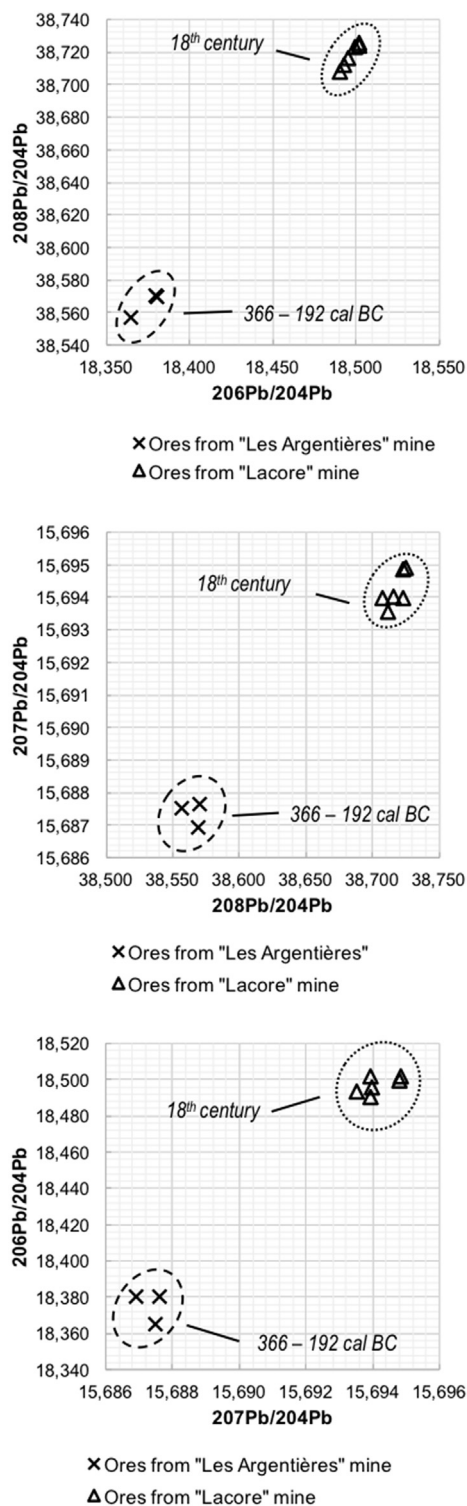 38,740
38,720
38,700
38,680
38,660
38,640
38,620
38,600
38,580
38,560
38,540
208Pb/204Pb
18th century
366 – 192 cal BC
18,350 18,400 18,450 18,500 18,550
206Pb/204Pb
× Ores from "Les Argentières" mine
Δ Ores from "Lacore" mine
15,696
15,695
15,694
15,693
15,692
15,691
15,690
15,689
15,688
15,687
15,686
207Pb/204Pb
18th century
366 – 192 cal BC
38,500 38,550 38,600 38,650 38,700 38,750
208Pb/204Pb
× Ores from "Les Argentières"
Δ Ores from "Lacore" mine
18,520
18,500
18,480
18,460
18,440
18,420
18,400
18,380
18,360
18,340
206Pb/204Pb
18th century
366 – 192 cal BC
15,686 15,688 15,690 15,692 15,694 15,696
207Pb/204Pb
× Ores from "Les Argentières" mine
Δ Ores from "Lacore" mine